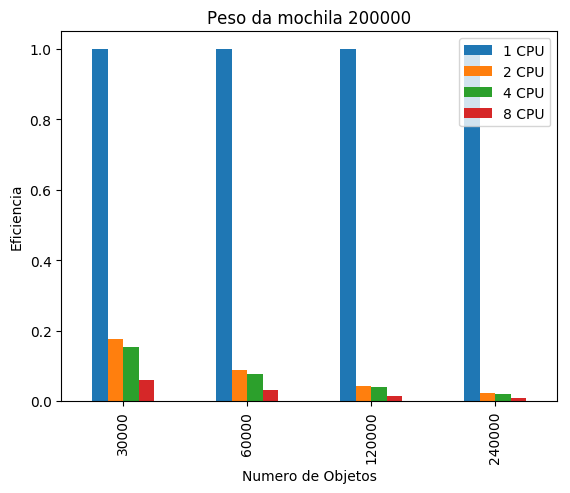 Peso da mochila 200000
1 CPU
2 CPU
4 CPU
8 CPU
Eficiencia
1.0
0.8
0.6
0.4
0.2
0.0
30000
60000
120000
240000
Numero de Objetos